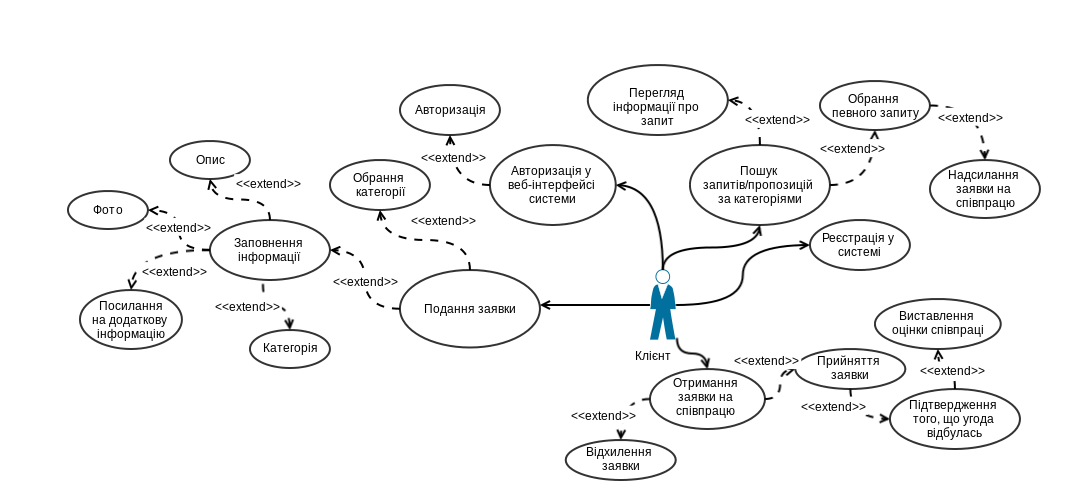 Перегляд
інформації про
запит
<<extend>>
Обрання
певного запиту
<<extend>>
Надсилання
заявки на
співпрацю
<<extend>>
Пошук
запитів/пропозицій
за категоріями
Авторизація
<<extend>>
Авторизація у
веб-інтерфейсі
системи
Обрання
категорії
<<extend>>
Опис
<<extend>>
Фото
<<extend>>
Заповнення
інформації
<<extend>>
Посилання
на додаткову
інформацію
<<extend>>
Категорія
<<extend>>
Подання заявки
Реєстрація у
системі
Клієнт
Виставлення
оцінки співпраці
<<extend>>
Прийняття
заявки
<<extend>>
<<extend>>
Підтвердження
того, що угода
відбулась
Отримання
заявки на
співпрацю
<<extend>>
Відхилення
заявки